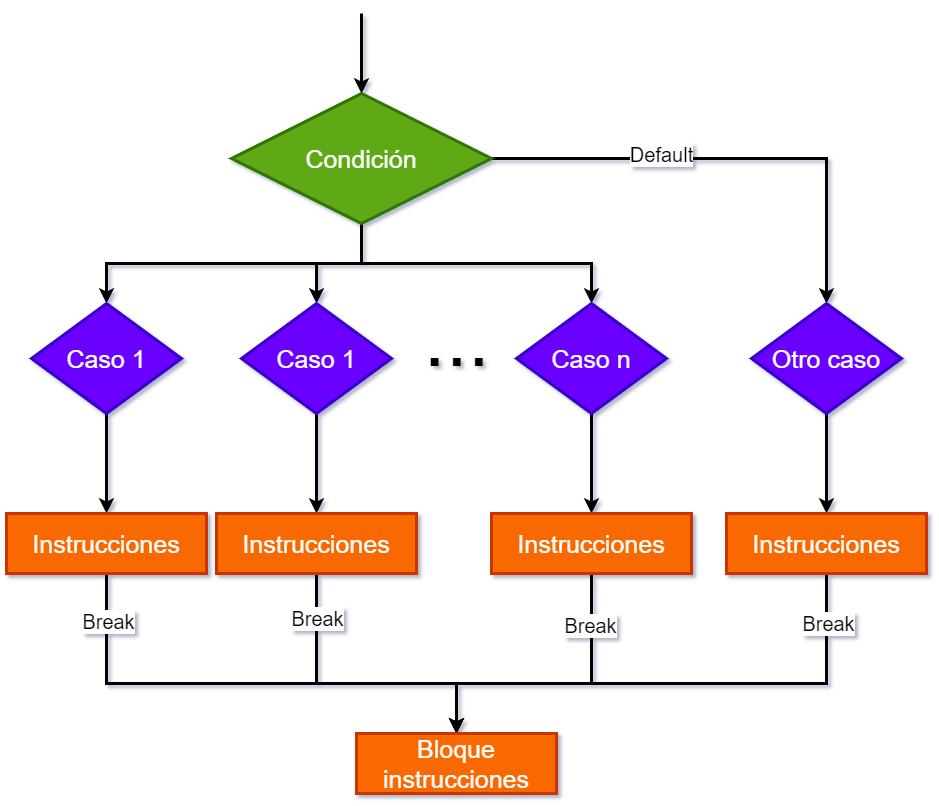 Condición
Default
Caso 1
Caso 1
...
Caso n
Otro caso
Instrucciones
Instrucciones
Instrucciones
Instrucciones
Break
Break
Break
Break
Bloque
instrucciones